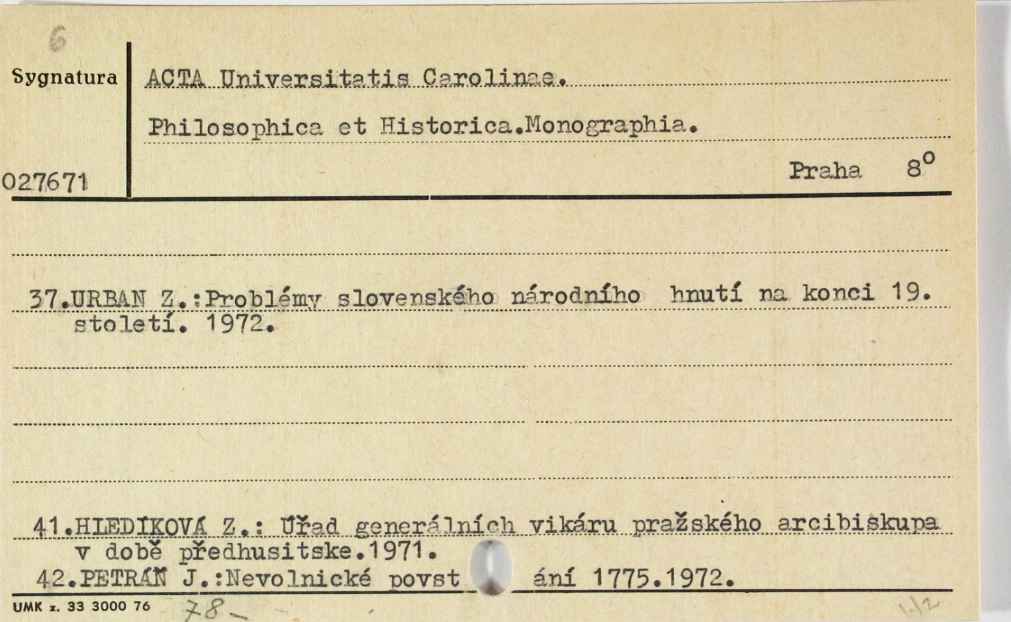 6
Sygnatura
ACTA Universitatis Carolinae.
Philosophica et Historica.Monographia.
Praha 8º
027671
37.URBAN Z.:Problémy slovenského národního hnutí na konci 19.
století. 1972.
41.HLEDÍKOVÁ Z.: Úřad generálních vikáru pražského arcibiskupa
v době předhusitske.1971.
42.PETRÁŇ J.:Nevolnické povst ání 1775.1972.
UMK z. 33 3000 76
78-